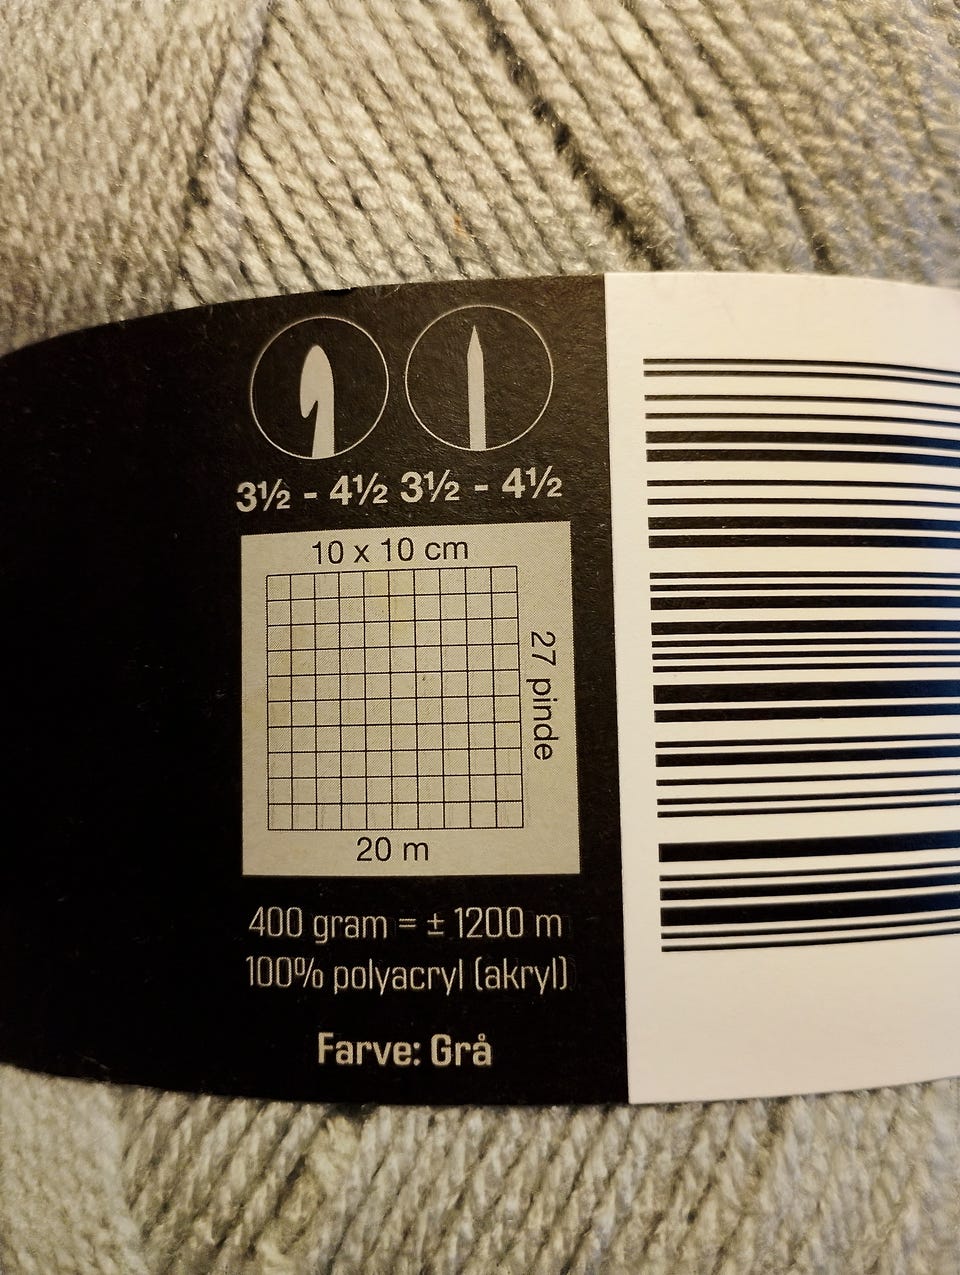 3½ - 4½ 3½ - 4½
10 x 10 cm
27 pinde
20 m
400 gram = ± 1200 m
100% polyacryl (akryl)
Farve: Grå